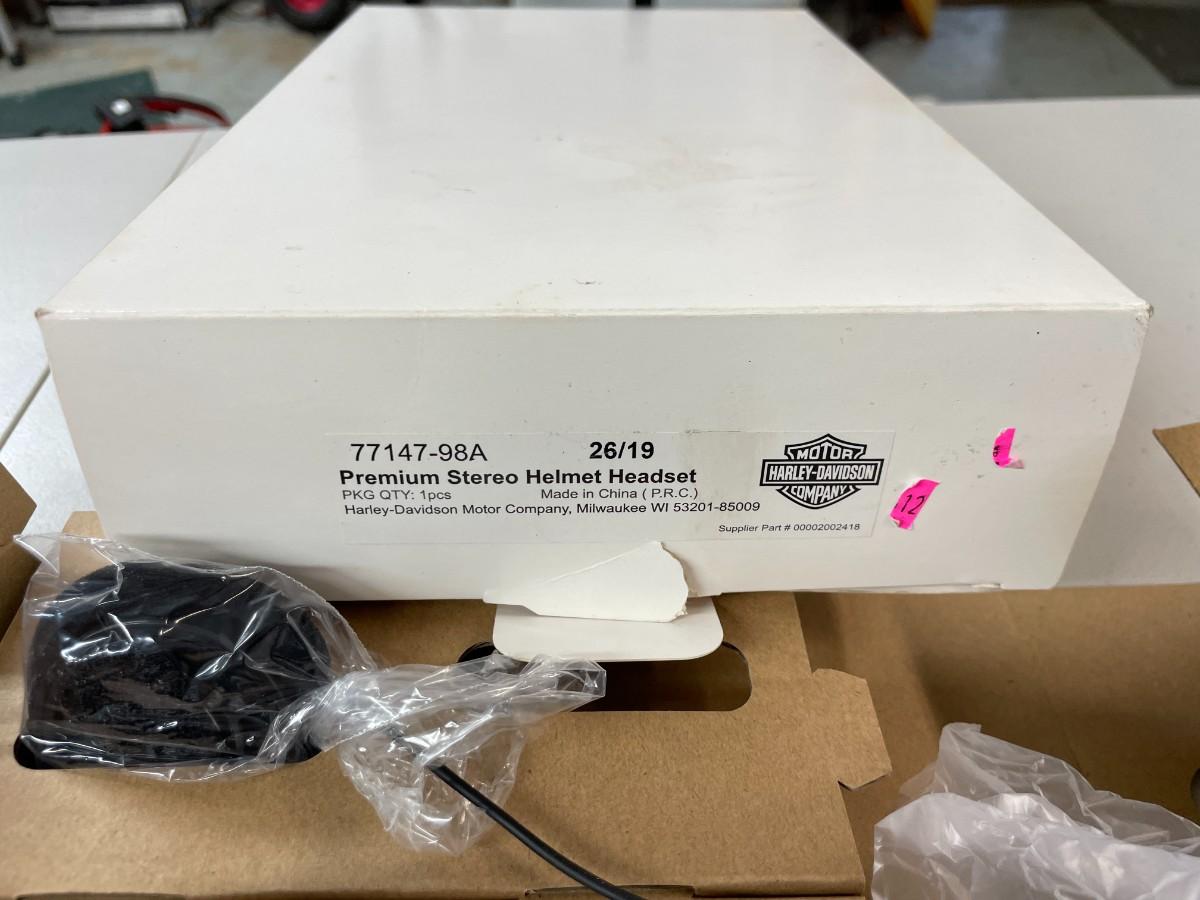 77147-98A 26/19
Premium Stereo Helmet Headset
PKG QTY: 1pcs Made in China ( P.R.C.)
Harley-Davidson Motor Company, Milwaukee WI 53201-85009
Supplier Part # 00002002418
MOTOR
HARLEY-DAVIDSON
COMPANY
12